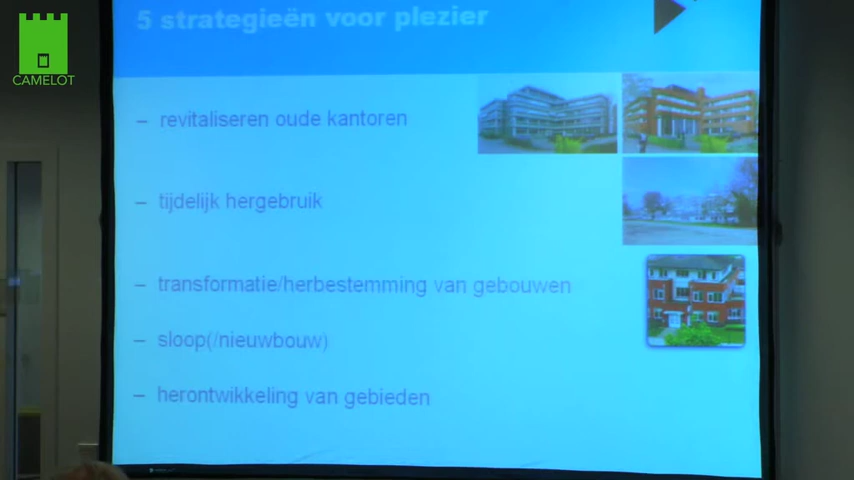 CAMELOT
5 strategieën voor plezier
– revitaliseren oude kantoren
– tijdelijk hergebruik
– transformatie/herbestemming van gebouwen
– sloop(/nieuwbouw)
– herontwikkeling van gebieden